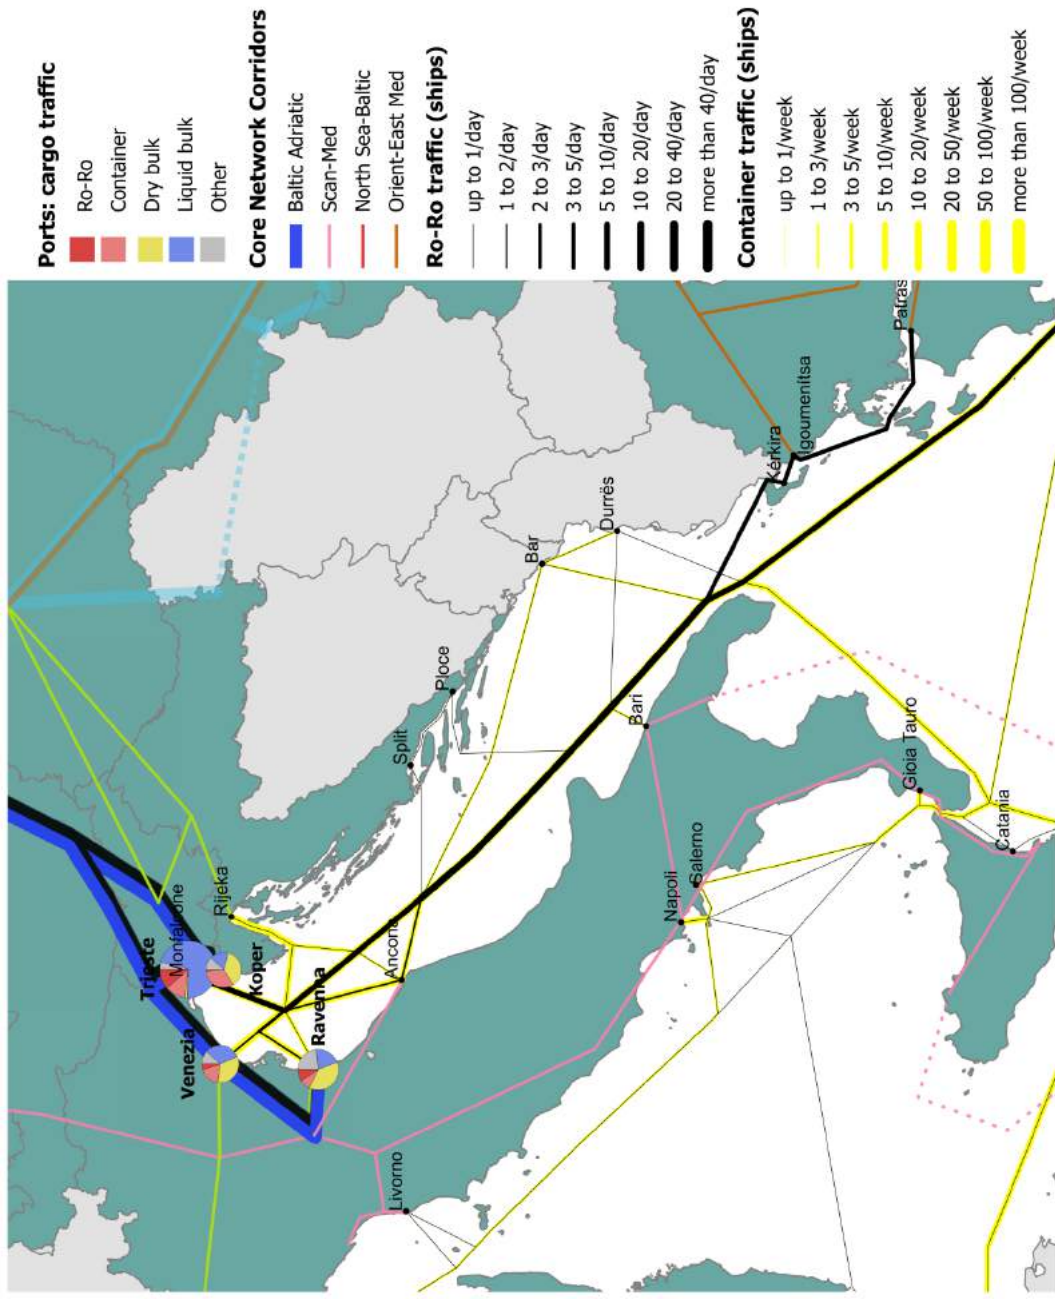 Ports: cargo traffic
Ro-Ro
Container
Dry bulk
Liquid bulk
Other
Core Network Corridors
Baltic Adriatic
Scan-Med
North Sea-Baltic
Orient-East Med
Ro-Ro traffic (ships)
up to 1/day
1 to 2/day
2 to 3/day
3 to 5/day
5 to 10/day
10 to 20/day
20 to 40/day
more than 40/day
Container traffic (ships)
up to 1/week
1 to 3/week
3 to 5/week
5 to 10/week
10 to 20/week
20 to 50/week
50 to 100/week
more than 100/week
Trieste
Monfalcone
Venezia
Koper
Rijeka
Ravenna
Ancona
Livorno
Split
Ploce
Bar
Durrës
Bari
Napoli
Salerno
Kérkira
Igoumenitsa
Patras
Gioia Tauro
Catania